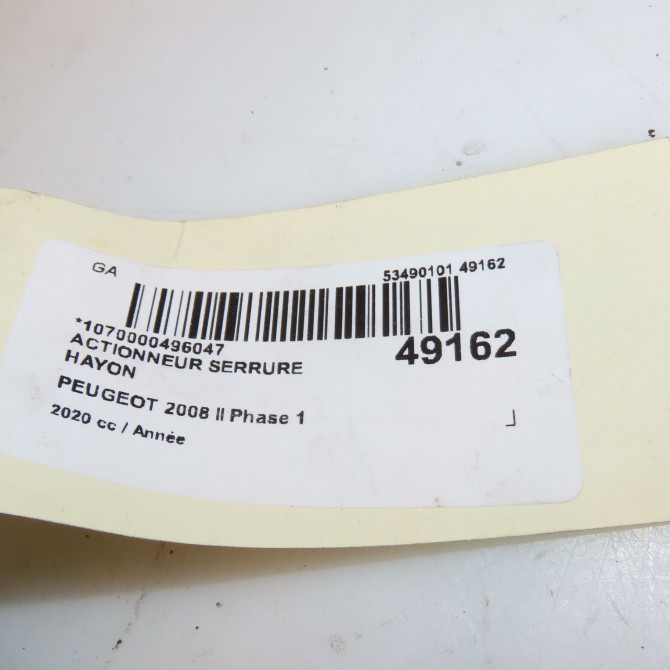 GA
53490101 49162
*1070000496047
49162
ACTIONNEUR SERRURE
HAYON
PEUGEOT 2008 II Phase 1
2020 cc / Année